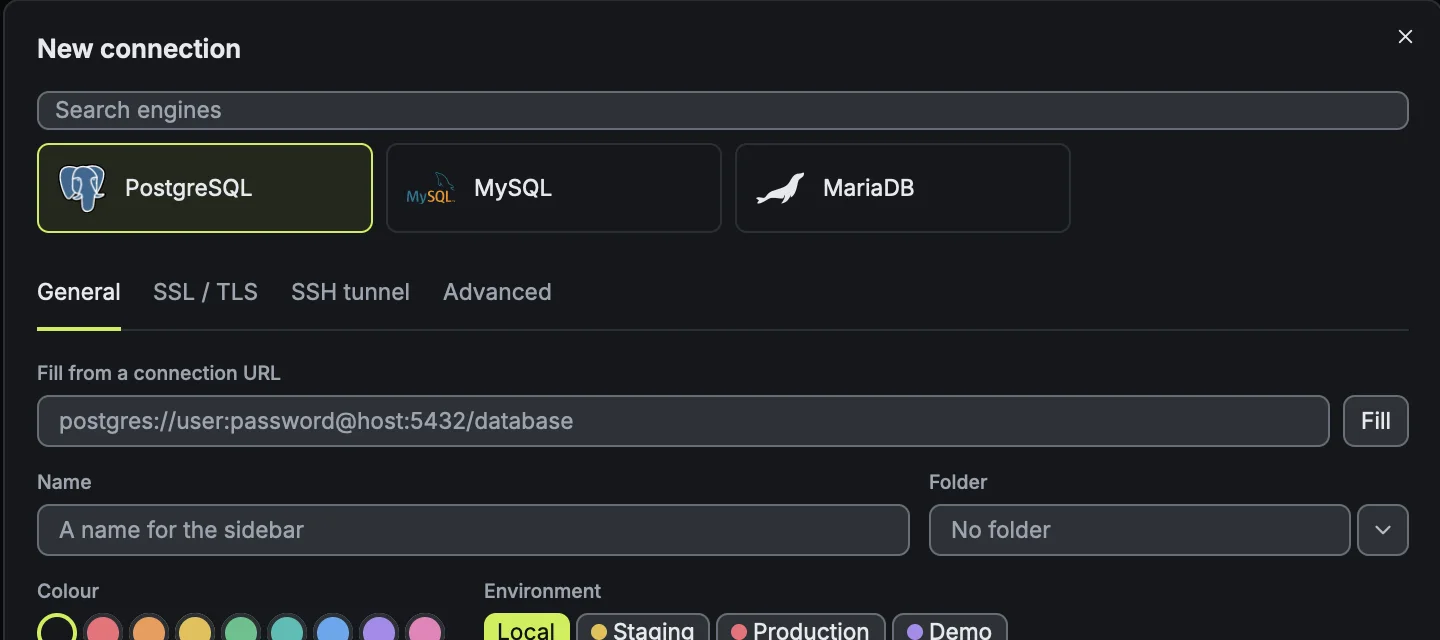 New connection
Search engines
PostgreSQL MySQL MySQL MariaDB
General SSL / TLS SSH tunnel Advanced
Fill from a connection URL
postgres://user:password@host:5432/database Fill
Name Folder
A name for the sidebar No folder
Colour Environment
Local Staging Production Demo